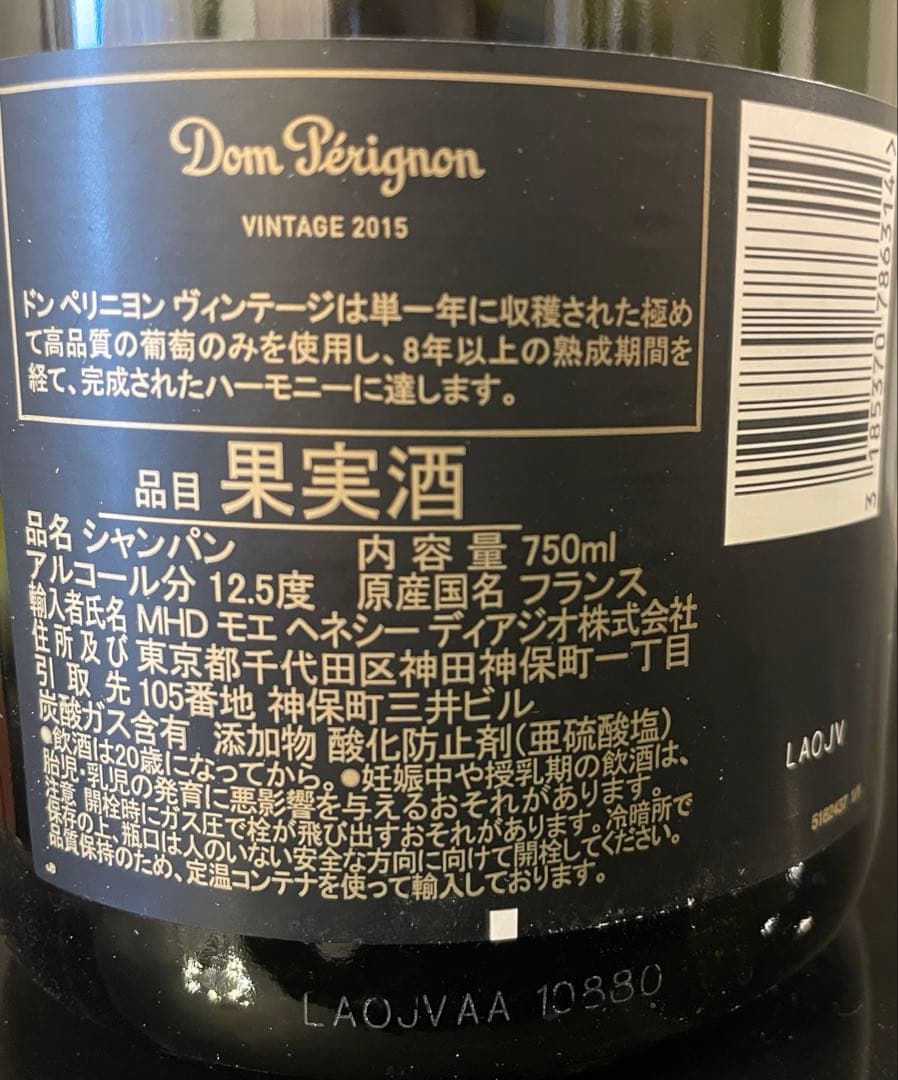 Dom Pérignon
VINTAGE 2015
ドン ペリニヨン ヴィンテージは単一年に収穫された極め
て高品質の葡萄のみを使用し、8年以上の熟成期間を
経て、完成されたハーモニーに達します。
品目 果実酒
品名 シャンパン 内容量 750ml
アルコール分 12.5度 原産国名 フランス
輸入者氏名 MHD モエ ヘネシー ディアジオ株式会社
住所及び 東京都千代田区神田神保町一丁目
引取先 105番地 神保町三井ビル
炭酸ガス含有 添加物 酸化防止剤(亜硫酸塩)
●飲酒は20歳になってから。●妊娠中や授乳期の飲酒は、
胎児・乳児の発育に悪影響を与えるおそれがあります。
注意 開栓時にガス圧で栓が飛び出すおそれがあります。冷暗所で
保存の上、瓶口は人のいない安全な方向に向けて開栓してください。
品質保持のため、定温コンテナを使って輸入しております。
3 185370 786314 >
LAOJV
5182437 1/1
JB
LAOJVAA 10880